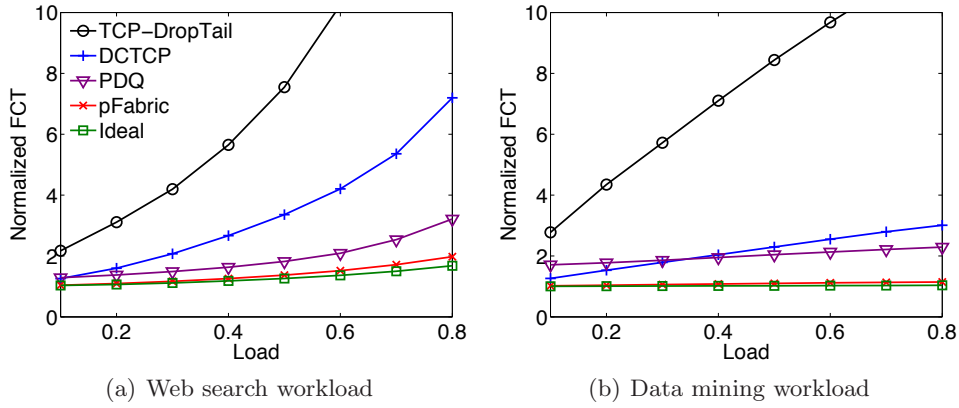 10
8
6
4
2
0
Normalized FCT
TCP-DropTail
DCTCP
PDQ
pFabric
Ideal
0.2
0.4
0.6
0.8
Load
(a) Web search workload
10
8
6
4
2
0
Normalized FCT
0.2
0.4
0.6
0.8
Load
(b) Data mining workload